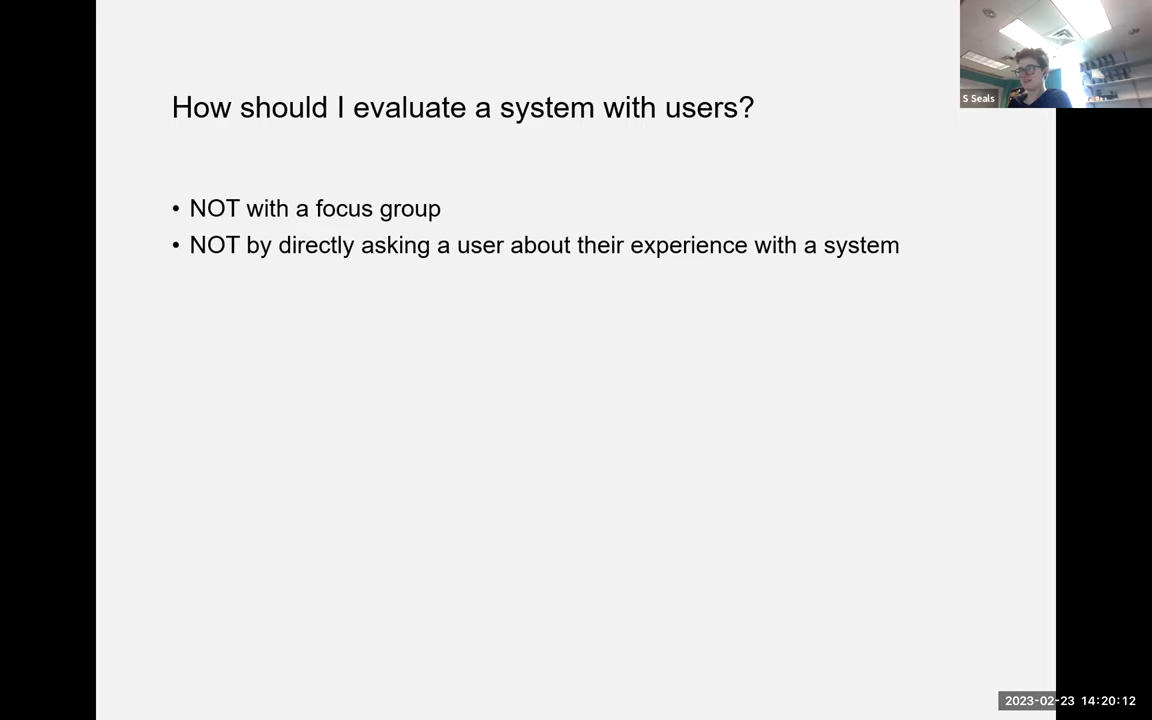 How should I evaluate a system with users?
• NOT with a focus group
• NOT by directly asking a user about their experience with a system
S Seals
2023-02-23 14:20:12